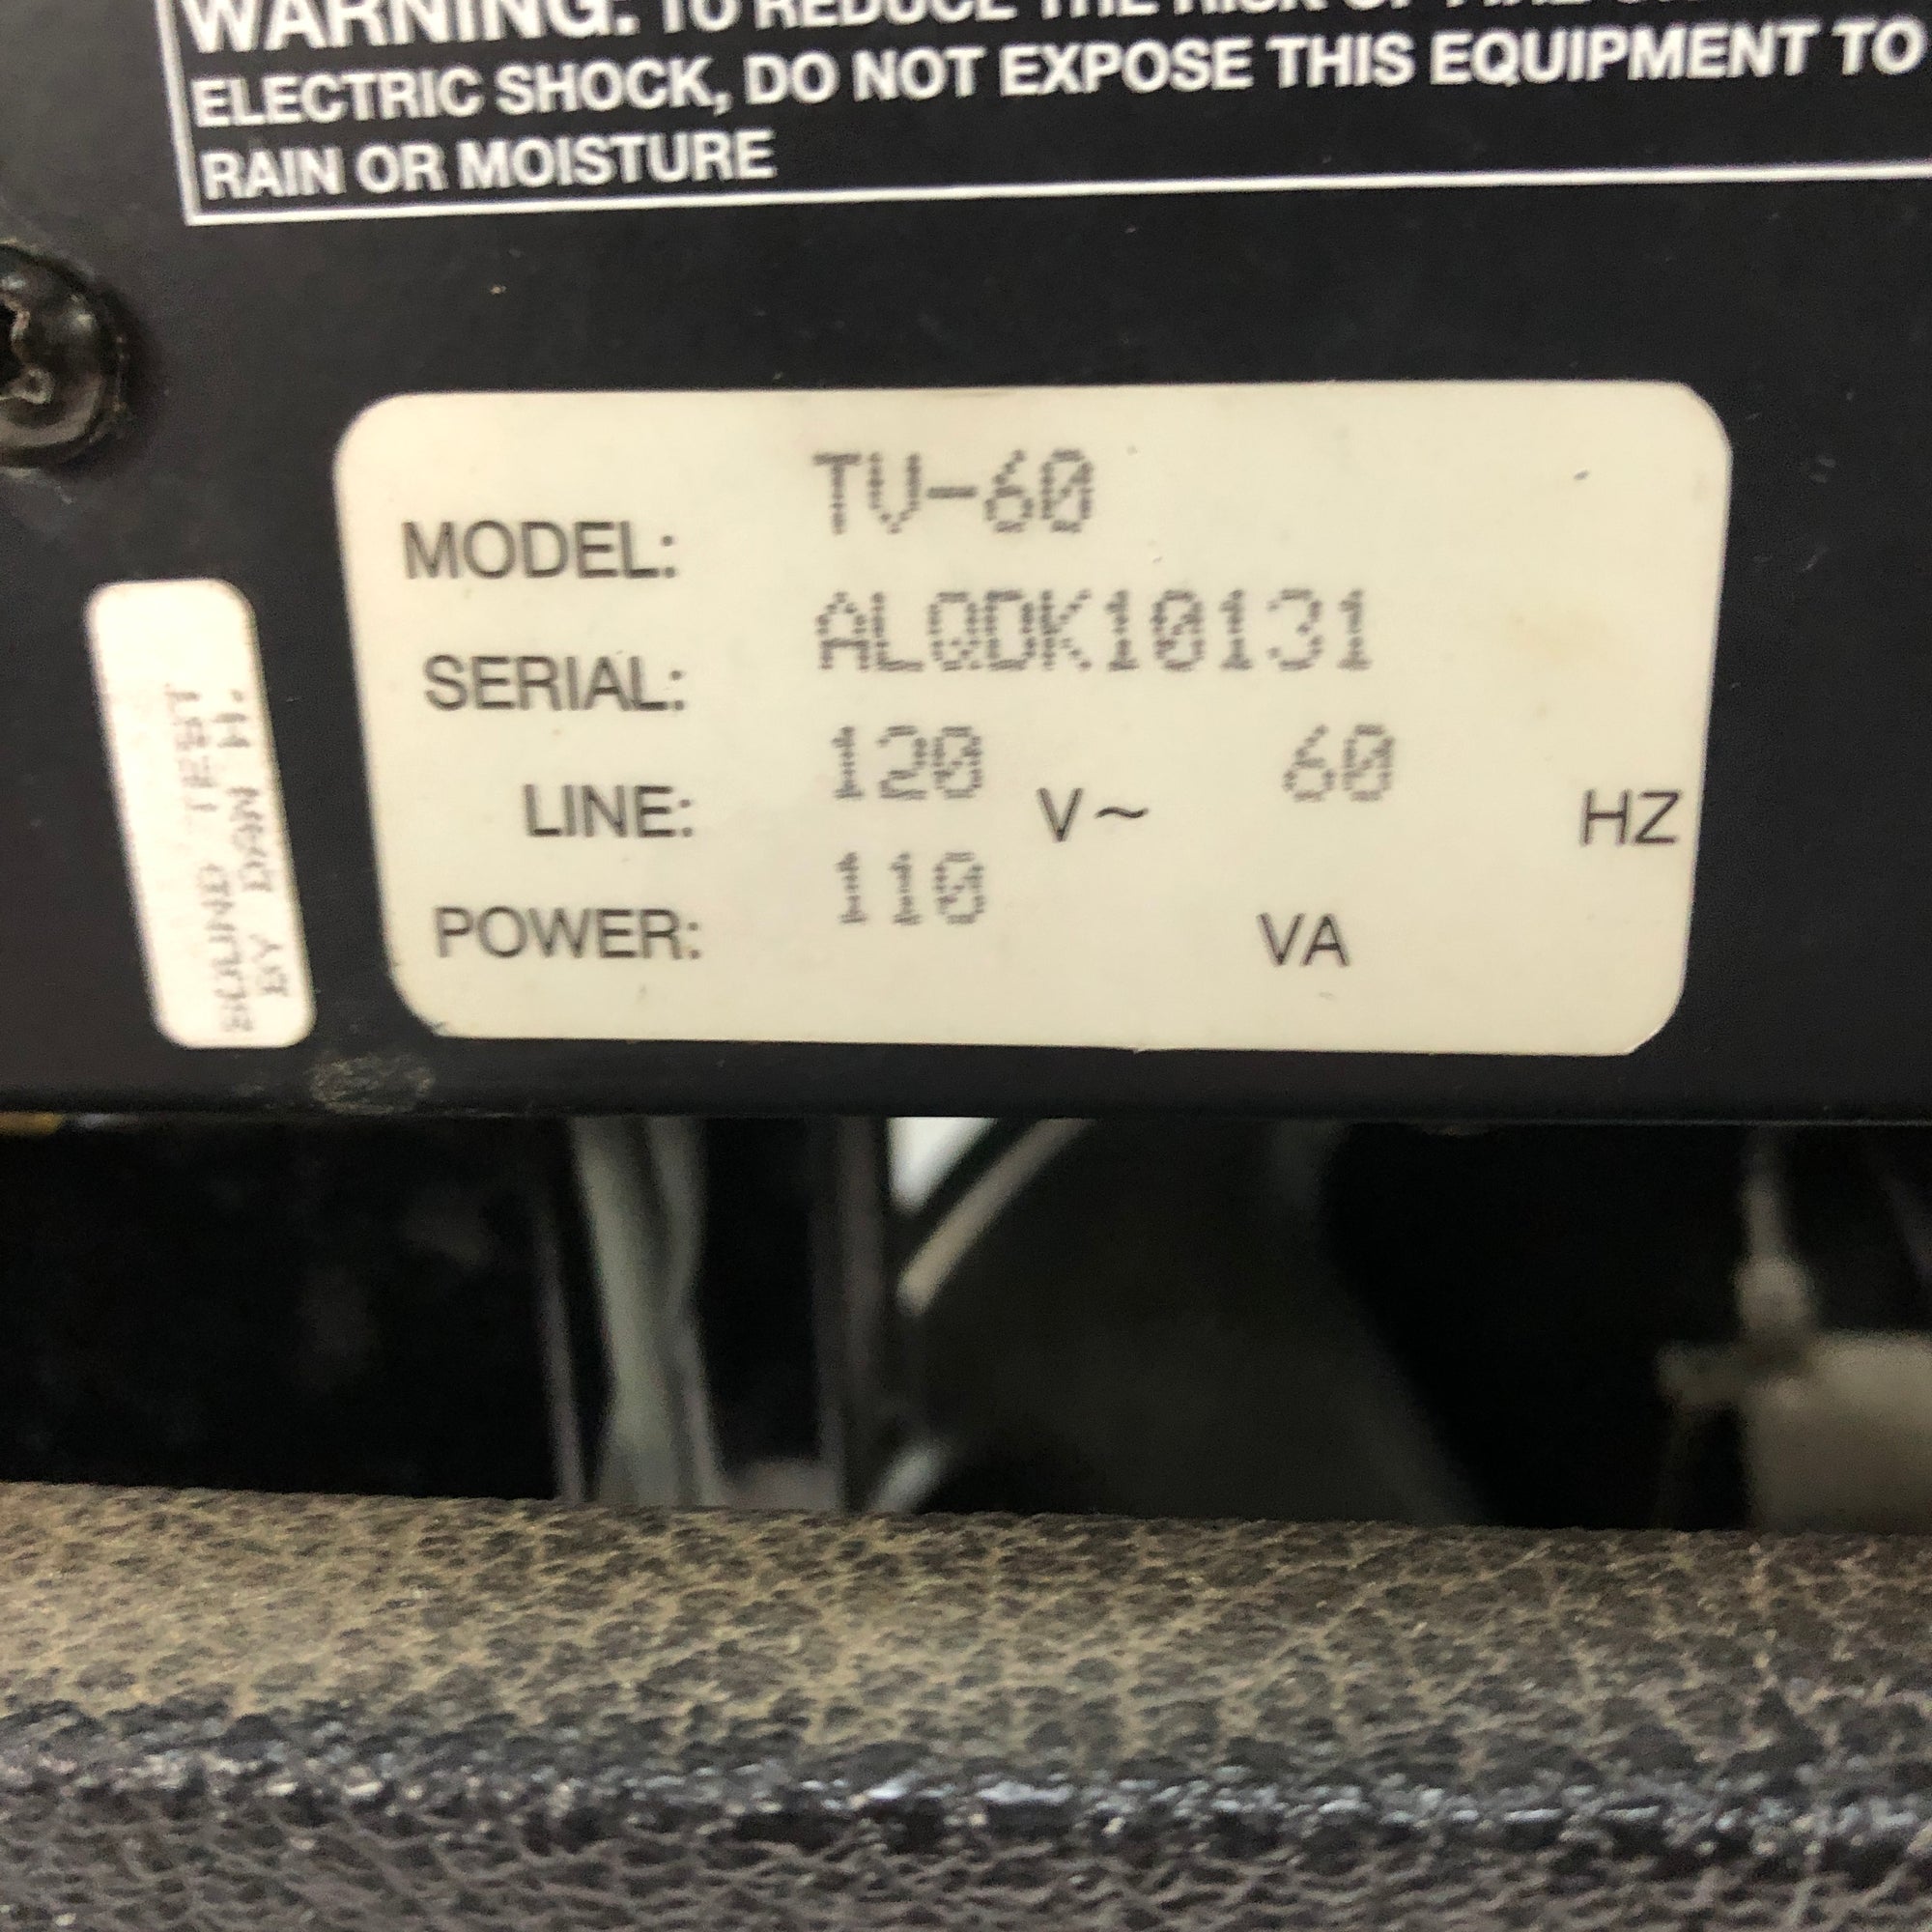 WARNING: TO REDUCE THE RISK OF FIRE OR
ELECTRIC SHOCK, DO NOT EXPOSE THIS EQUIPMENT TO
RAIN OR MOISTURE
MODEL: TV-60
SERIAL: ALQDK10131
LINE: 120 V~ 60 HZ
POWER: 110 VA
SOUND TEST
BY DAN H.